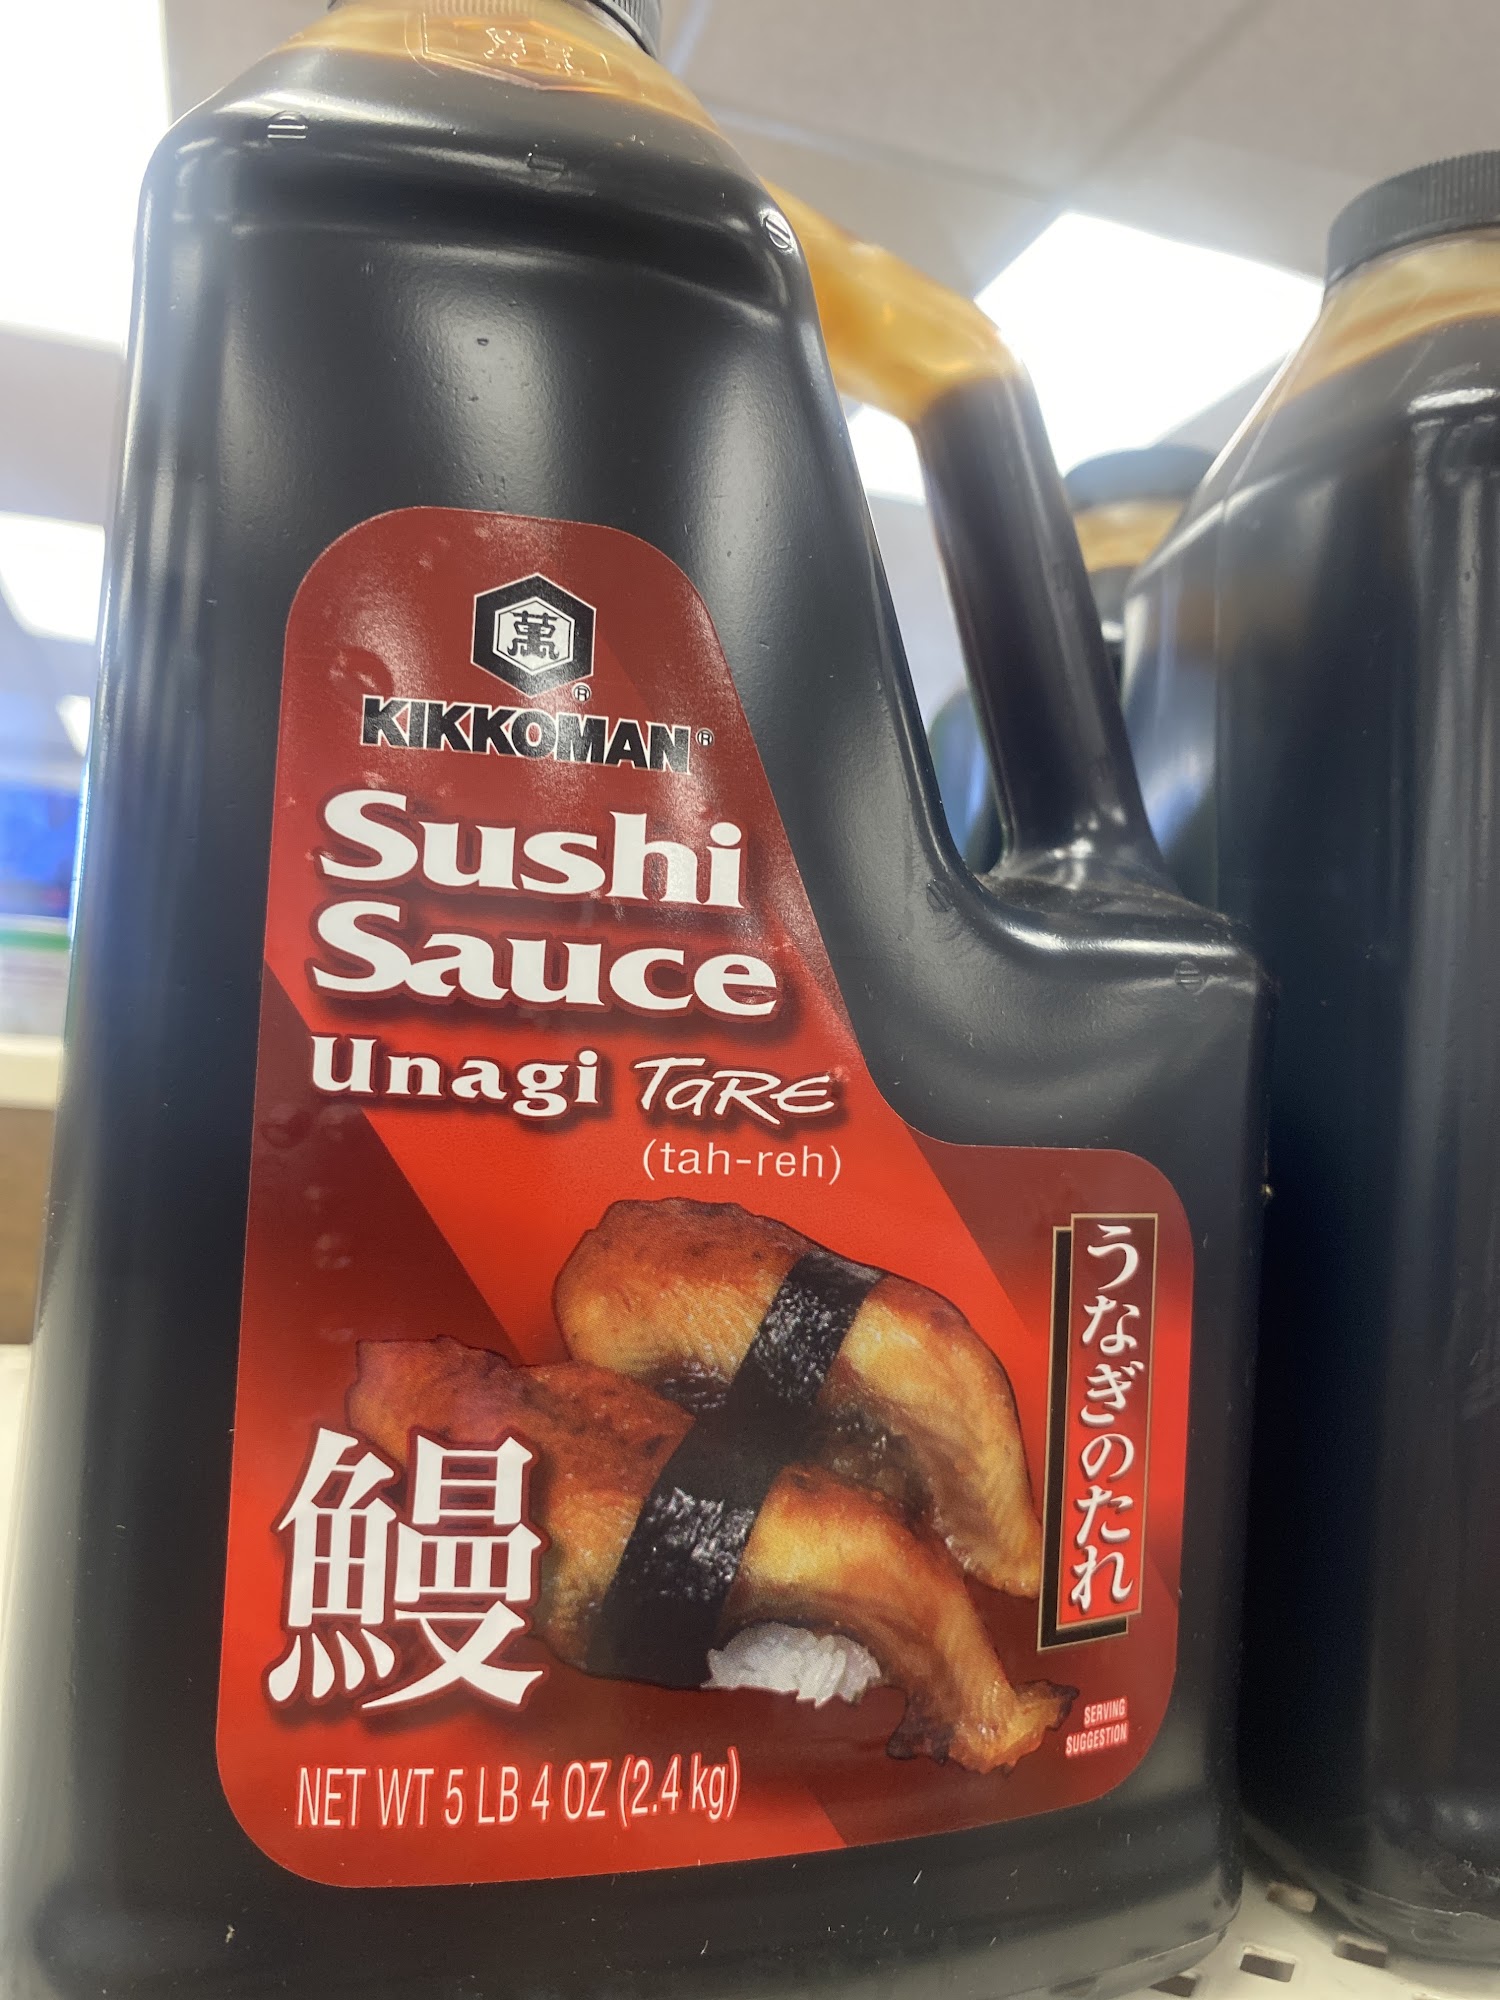 萬
®
KIKKOMAN®
Sushi
Sauce
Unagi TaRE
(tah-reh)
うなぎのたれ
鰻
SERVING
SUGGESTION
NET WT 5 LB 4 OZ (2.4 kg)